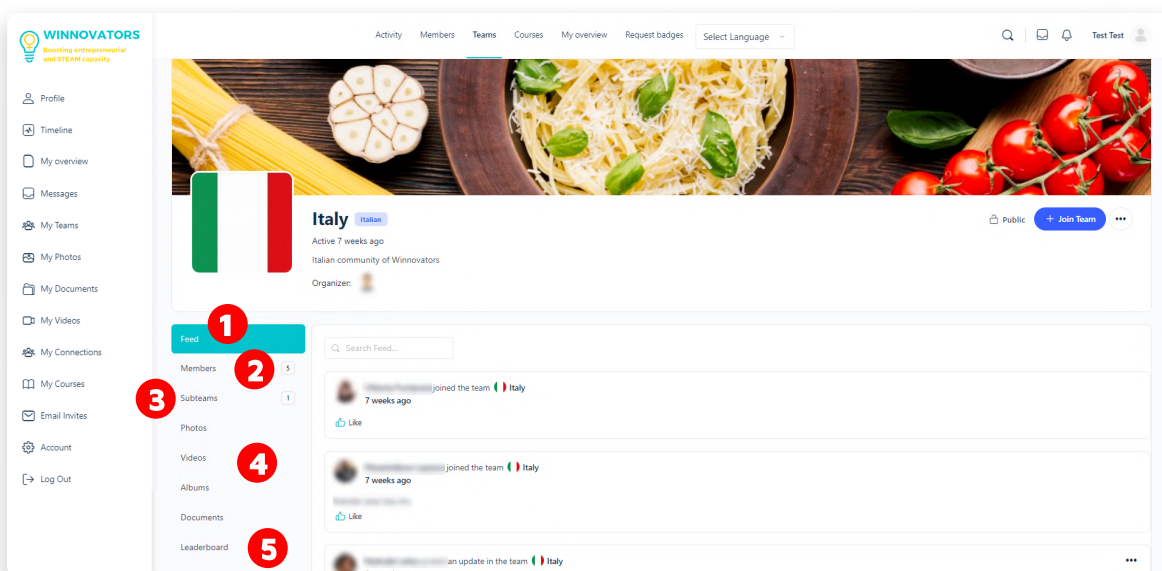 WINNOVATORS
Boosting entrepreneurial
and STEAM capacity
Activity Members Teams Courses My overview Request badges Select Language
Test Test
Profile
Timeline
My overview
Messages
My Teams
My Photos
My Documents
My Videos
My Connections
My Courses
Email Invites
Account
Log Out
Italy Italian
Public + Join Team •••
Active 7 weeks ago
Italian community of Winnovators
Organizer:
1
Feed
Members 2 5
3 Subteams 1
Photos
Videos 4
Albums
Documents
Leaderboard 5
Search Feed...
joined the team Italy
7 weeks ago
Like
joined the team Italy
7 weeks ago
Like
an update in the team Italy •••